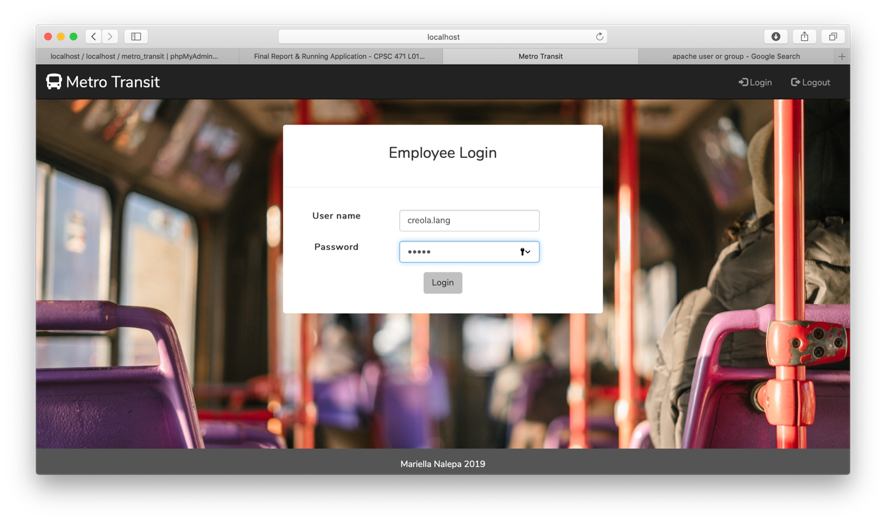 localhost
localhost / localhost / metro_transit | phpMyAdmin...
Final Report & Running Application - CPSC 471 L01...
Metro Transit
apache user or group - Google Search
Metro Transit
Login
Logout
Employee Login
User name
creola.lang
Password
•••••
Login
Mariella Nalepa 2019